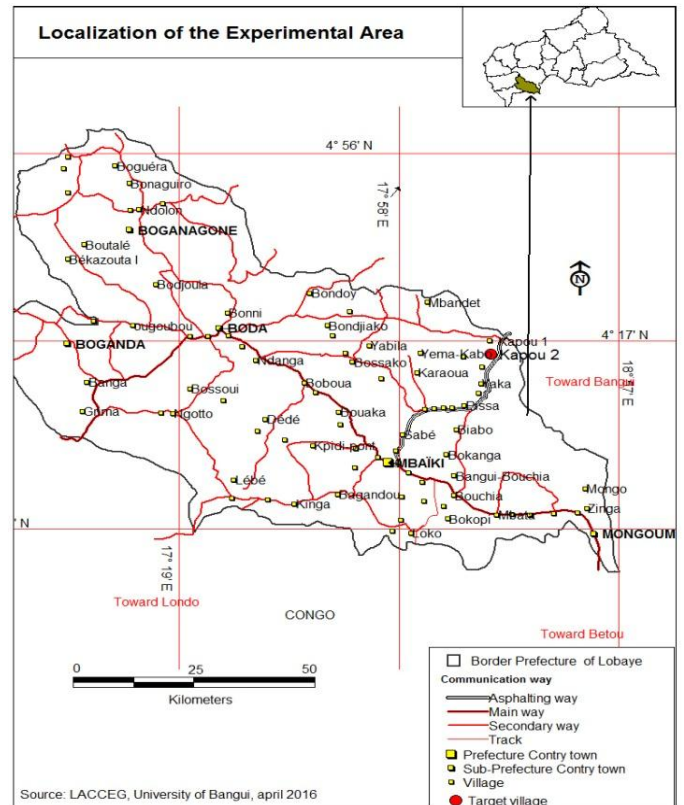 Localization of the Experimental Area
4° 56' N
17° 58' E
N
Boguéra
Bonaguiro
Ndolon
BOGANAGONE
Boutalé
Békazouta I
Bodjoula
Bondoy
Mbandet
Bonni
Ougoubou
BODA
Bondjiako
4° 17' N
Kapou 1
BOGANDA
Yabila
Yema-Kabo
Kapou 2
Ndanga
Bossako
Karaoua
18° 37' E
Toward Bangui
Banga
Bossoui
Boboua
Yaka
Grima
Ngotto
Bouaka
Pissa
Dédé
Sabé
Biabo
Kpidi-pont
MBAÏKI
Bokanga
Bangui-Bouchia
Lébé
Bagandou
Bouchia
Mongo
Kinga
Zinga
Bokopi
Mbata
' N
Loko
MONGOUM
17° 19' E
Toward Londo
CONGO
Toward Betou
0 25 50
Kilometers
Border Prefecture of Lobaye
Communication way
Asphalting way
Main way
Secondary way
Track
Prefecture Contry town
Sub-Prefecture Contry town
Village
Target village
Source: LACCEG, University of Bangui, april 2016